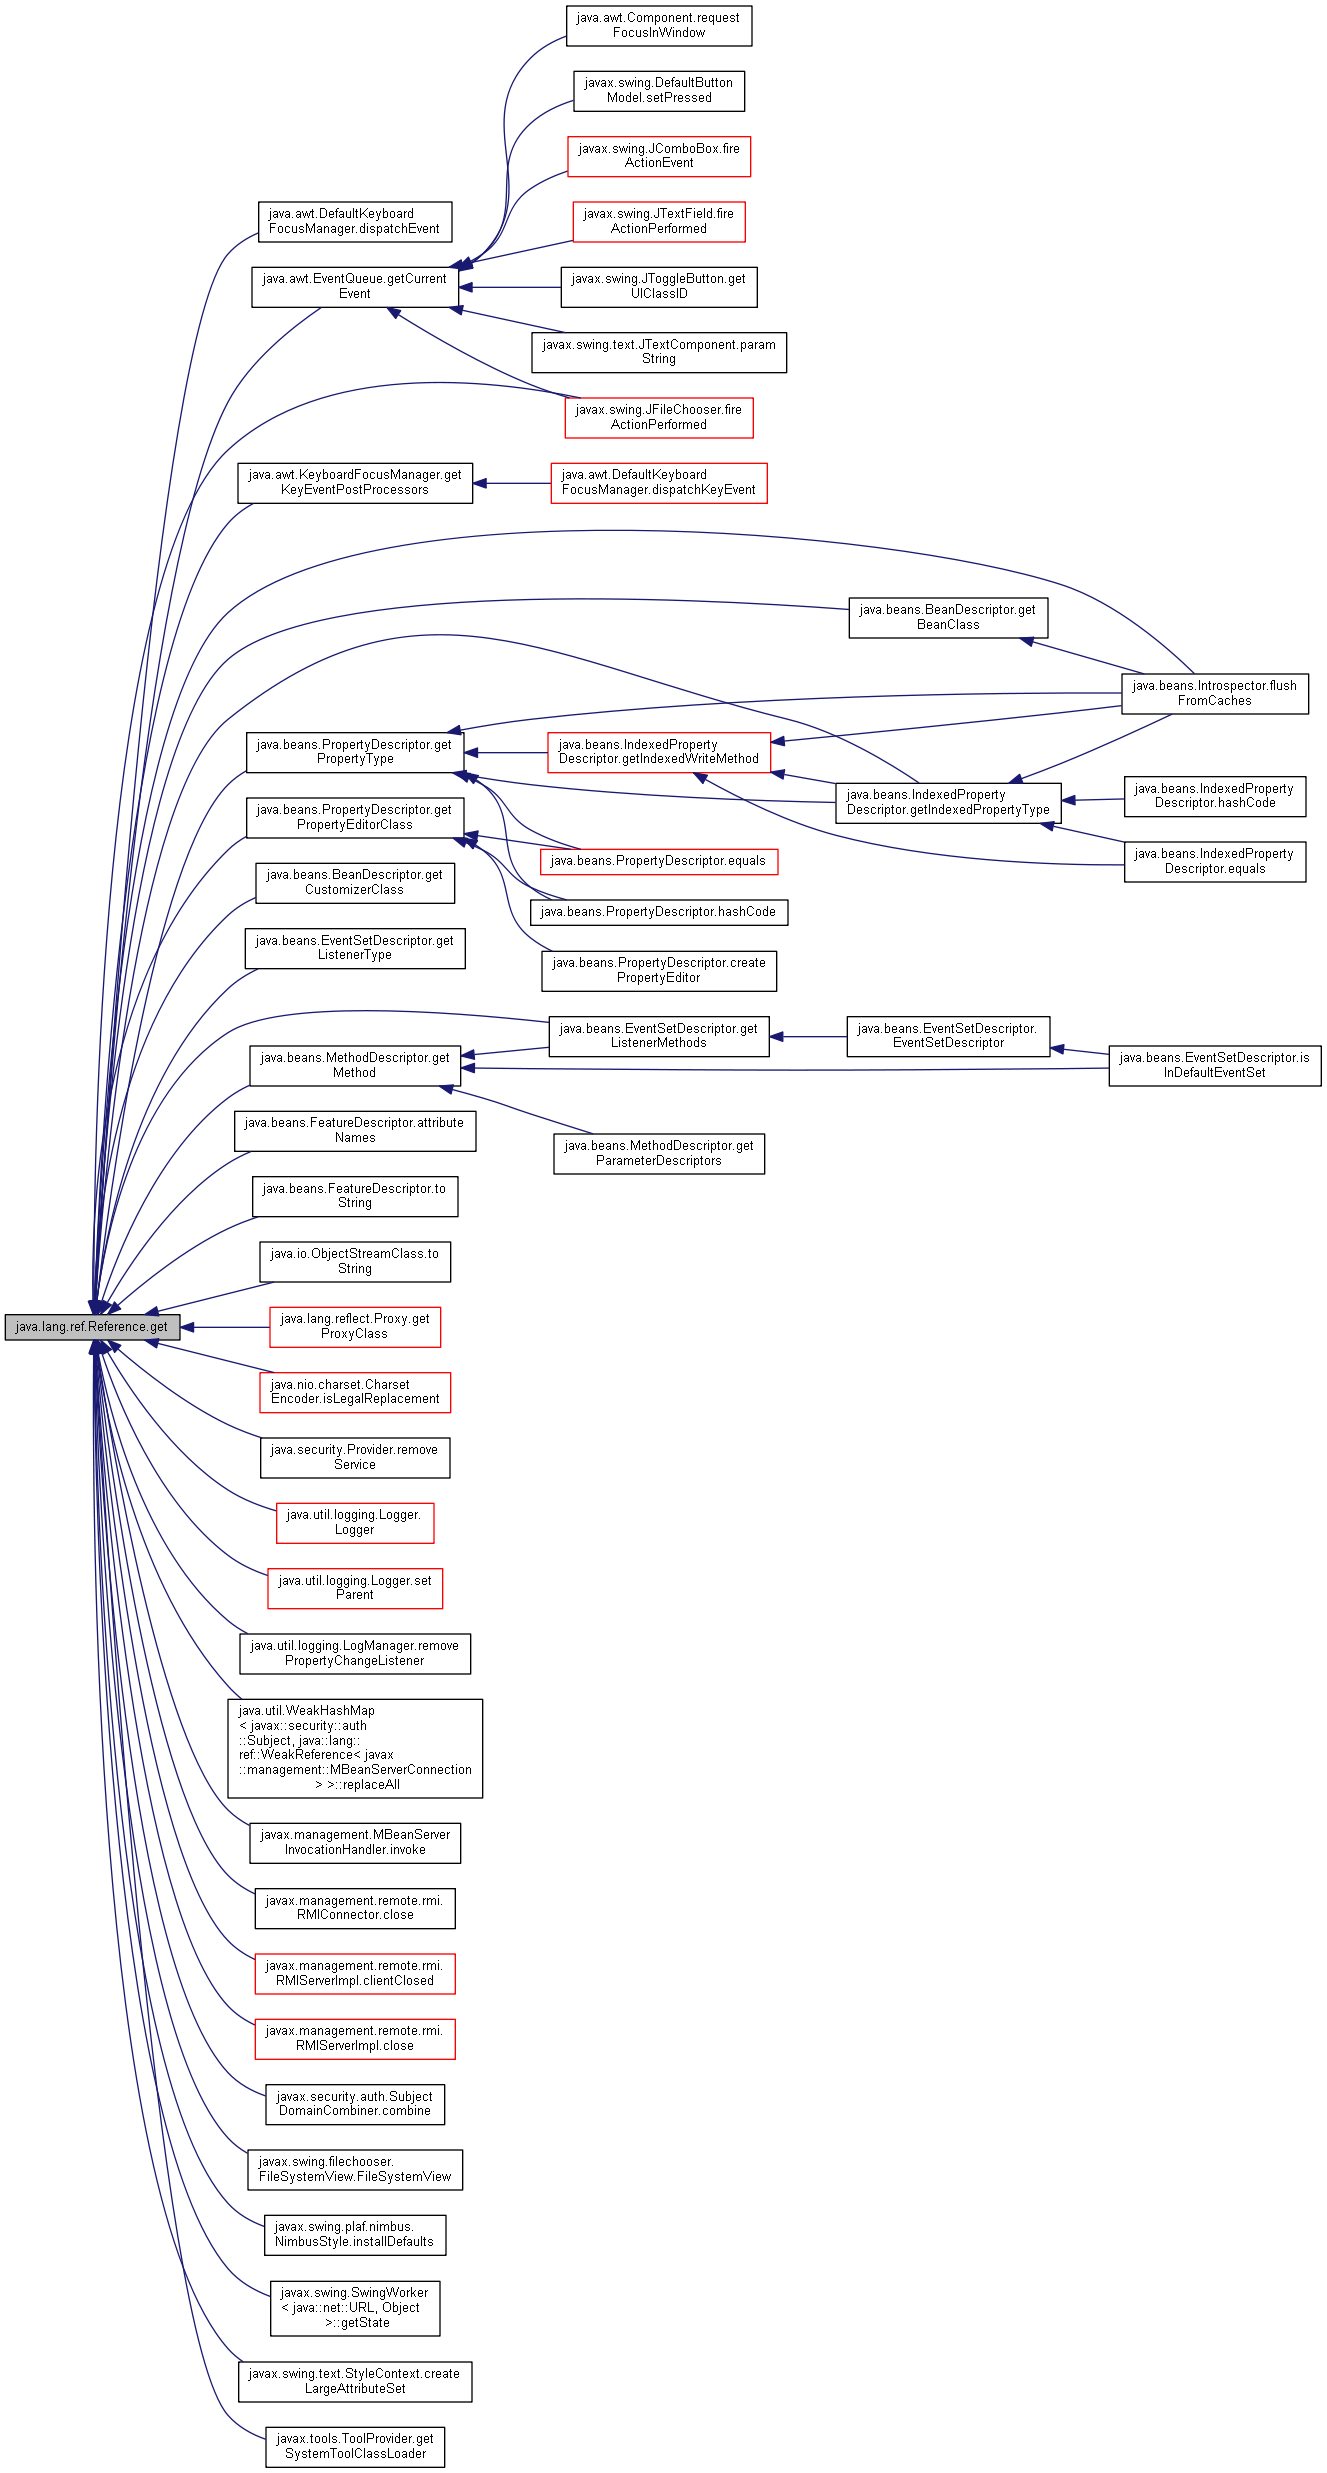 java.awt.Component.request
FocusInWindow
javax.swing.DefaultButton
Model.setPressed
javax.swing.JComboBox.fire
ActionEvent
java.awt.DefaultKeyboard
FocusManager.dispatchEvent
javax.swing.JTextField.fire
ActionPerformed
java.awt.EventQueue.getCurrent
Event
javax.swing.JToggleButton.get
UIClassID
javax.swing.text.JTextComponent.param
String
javax.swing.JFileChooser.fire
ActionPerformed
java.awt.KeyboardFocusManager.get
KeyEventPostProcessors
java.awt.DefaultKeyboard
FocusManager.dispatchKeyEvent
java.beans.BeanDescriptor.get
BeanClass
java.beans.Introspector.flush
FromCaches
java.beans.PropertyDescriptor.get
PropertyType
java.beans.IndexedProperty
Descriptor.getIndexedWriteMethod
java.beans.IndexedProperty
Descriptor.getIndexedPropertyType
java.beans.IndexedProperty
Descriptor.hashCode
java.beans.PropertyDescriptor.get
PropertyEditorClass
java.beans.PropertyDescriptor.equals
java.beans.IndexedProperty
Descriptor.equals
java.beans.BeanDescriptor.get
CustomizerClass
java.beans.PropertyDescriptor.hashCode
java.beans.EventSetDescriptor.get
ListenerType
java.beans.PropertyDescriptor.create
PropertyEditor
java.beans.EventSetDescriptor.get
ListenerMethods
java.beans.EventSetDescriptor.
EventSetDescriptor
java.beans.MethodDescriptor.get
Method
java.beans.EventSetDescriptor.is
InDefaultEventSet
java.beans.FeatureDescriptor.attribute
Names
java.beans.MethodDescriptor.get
ParameterDescriptors
java.beans.FeatureDescriptor.to
String
java.io.ObjectStreamClass.to
String
java.lang.ref.Reference.get
java.lang.reflect.Proxy.get
ProxyClass
java.nio.charset.Charset
Encoder.isLegalReplacement
java.security.Provider.remove
Service
java.util.logging.Logger.
Logger
java.util.logging.Logger.set
Parent
java.util.logging.LogManager.remove
PropertyChangeListener
java.util.WeakHashMap
< javax::security::auth
::Subject, java::lang::
ref::WeakReference< javax
::management::MBeanServerConnection
> >::replaceAll
javax.management.MBeanServer
InvocationHandler.invoke
javax.management.remote.rmi.
RMIConnector.close
javax.management.remote.rmi.
RMIServerImpl.clientClosed
javax.management.remote.rmi.
RMIServerImpl.close
javax.security.auth.Subject
DomainCombiner.combine
javax.swing.filechooser.
FileSystemView.FileSystemView
javax.swing.plaf.nimbus.
NimbusStyle.installDefaults
javax.swing.SwingWorker
< java::net::URL, Object
>::getState
javax.swing.text.StyleContext.create
LargeAttributeSet
javax.tools.ToolProvider.get
SystemToolClassLoader